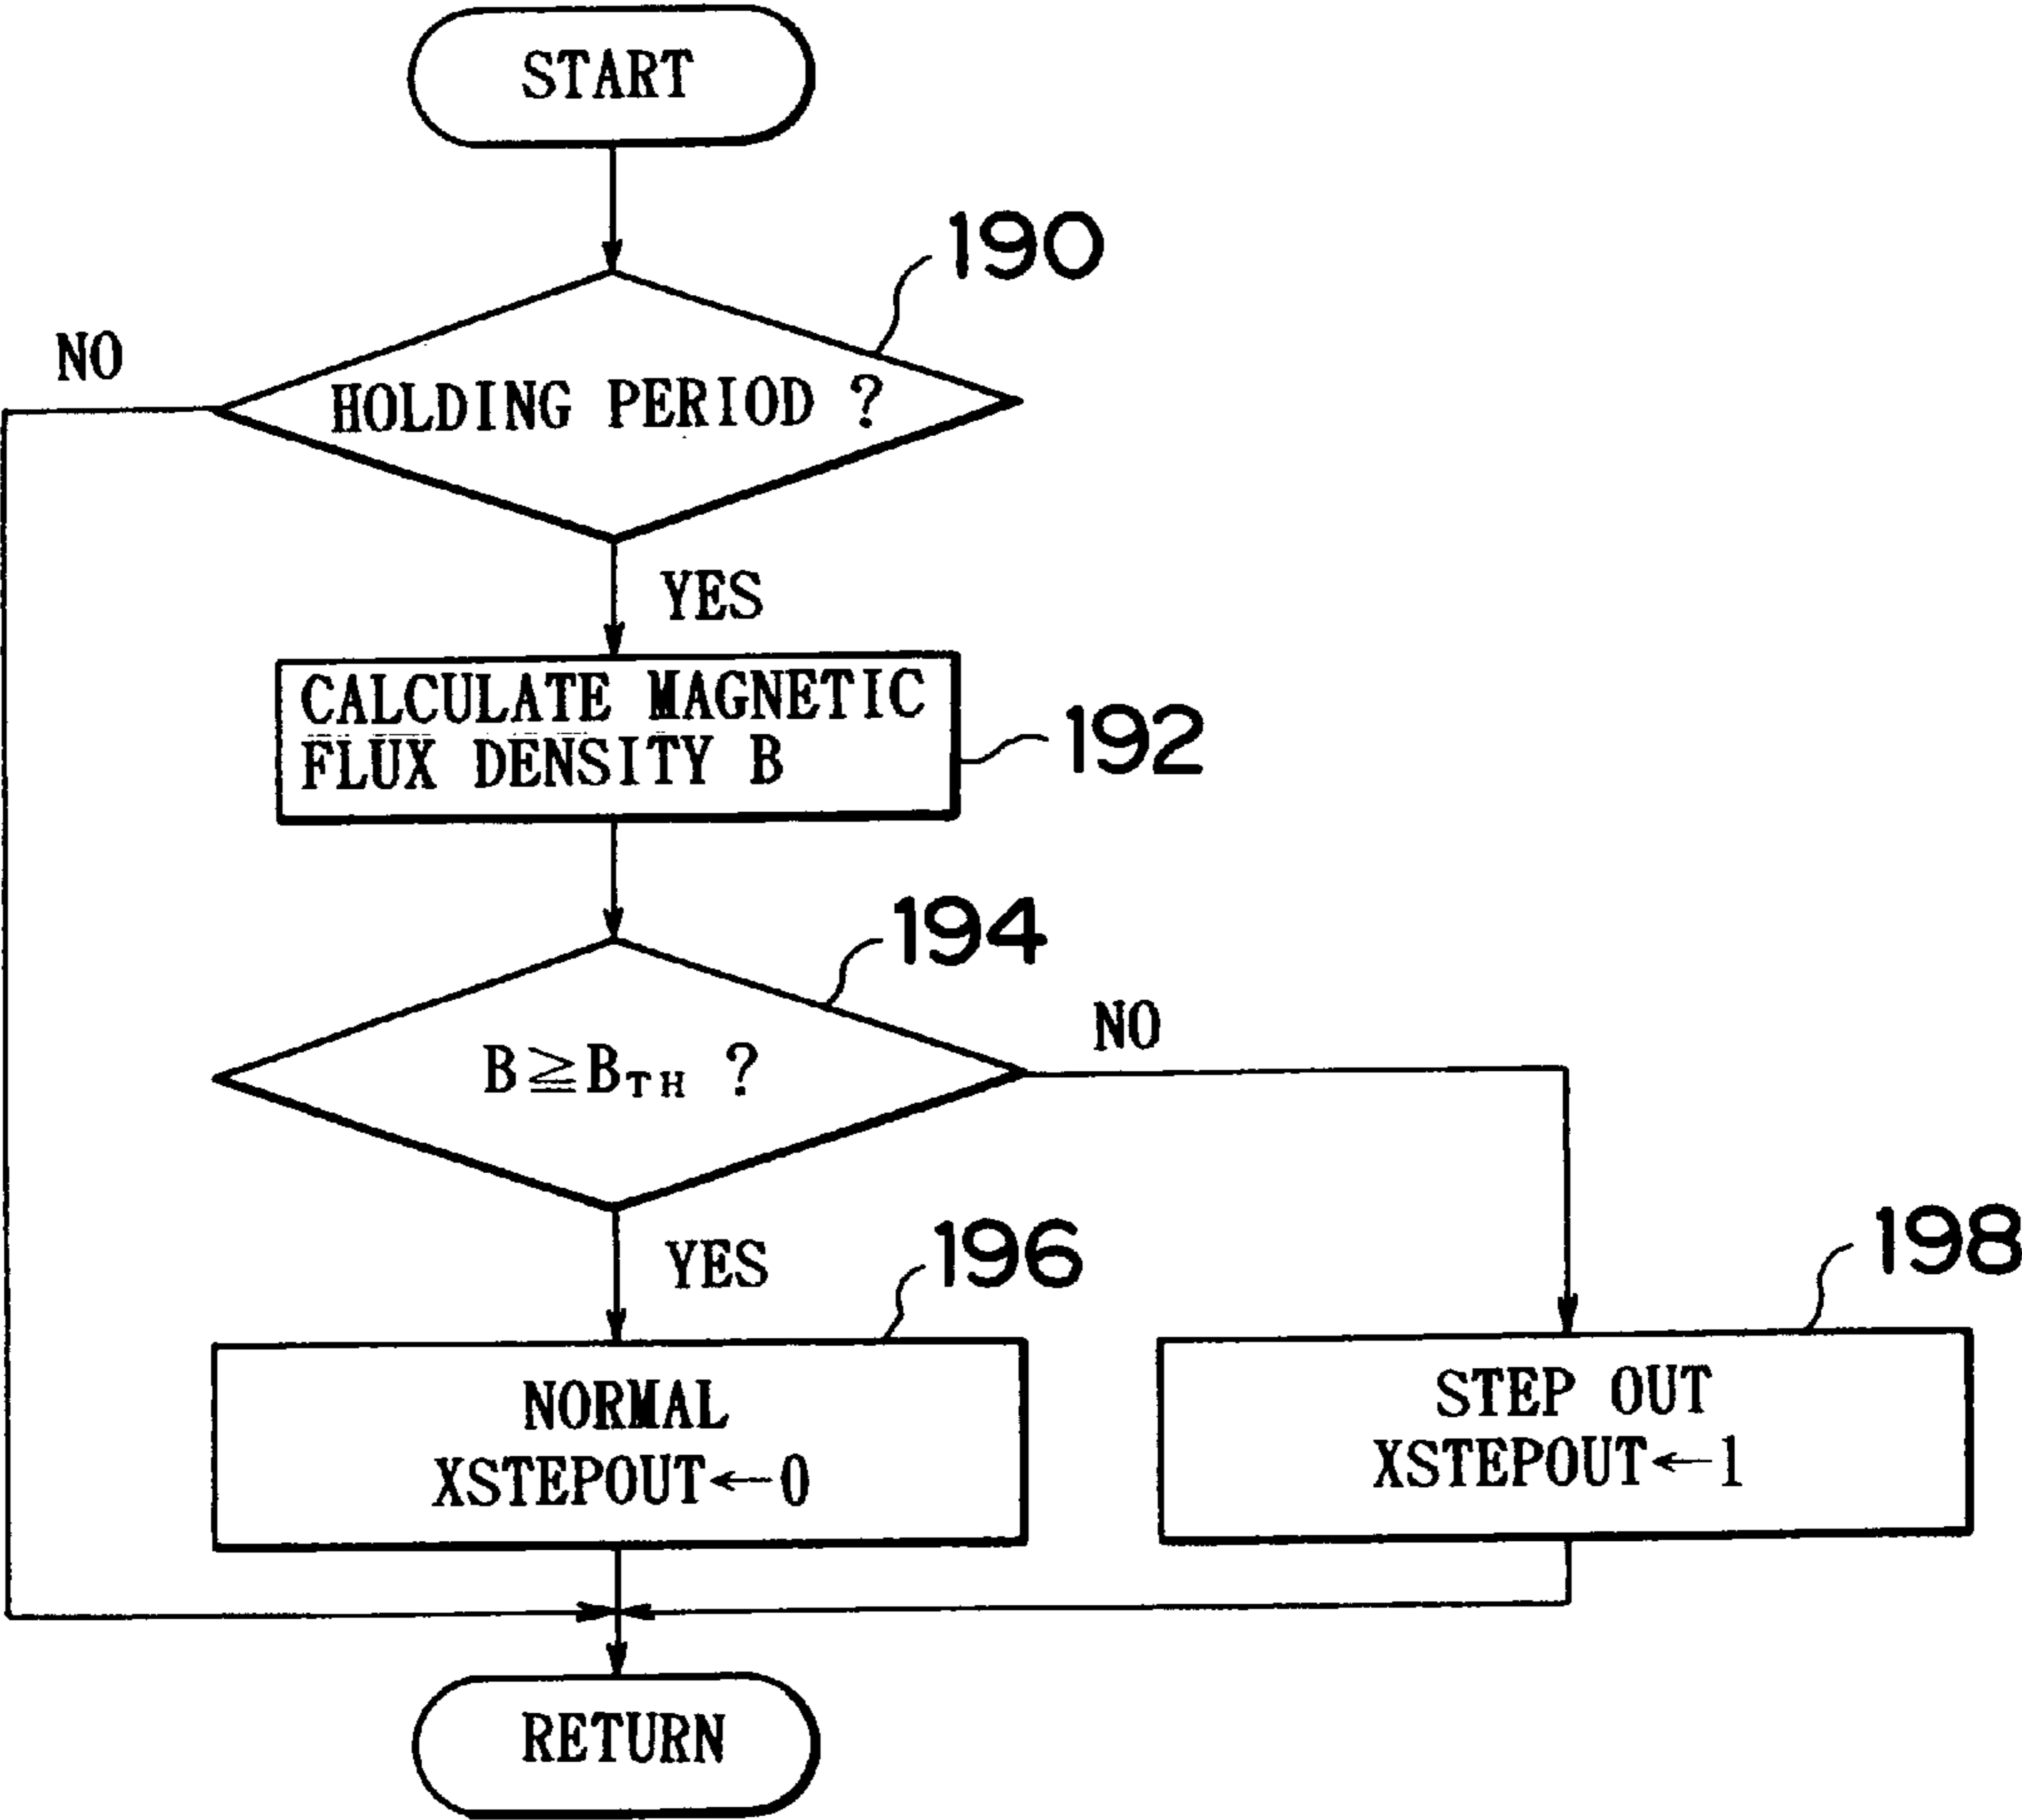 START
190
NO
HOLDING PERIOD ?
YES
CALCULATE MAGNETIC
FLUX DENSITY B
192
194
NO
B≧BTH ?
YES
196
198
NORMAL
XSTEPOUT←0
STEP OUT
XSTEPOUT←1
RETURN